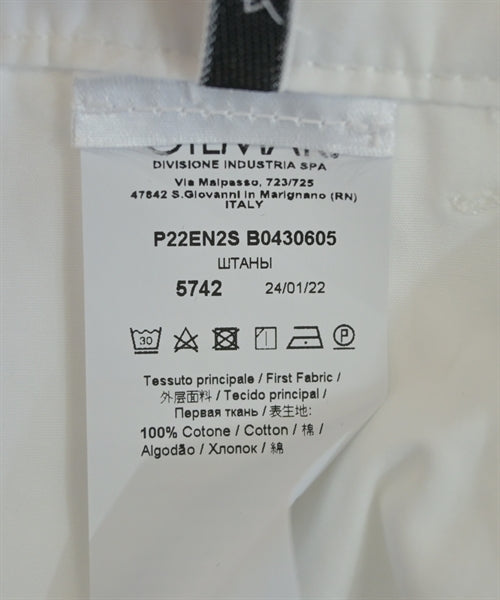 DIVISIONE INDUSTRIA SPA
Via Malpasso, 723/725
47842 S.Giovanni in Marignano (RN)
ITALY
P22EN2S B0430605
ШТАНЫ
5742 24/01/22
30 P
Tessuto principale / First Fabric /
外层面料 / Tecido principal /
Первая ткань / 表生地:
100% Cotone / Cotton / 棉 /
Algodão / Хлопок / 綿